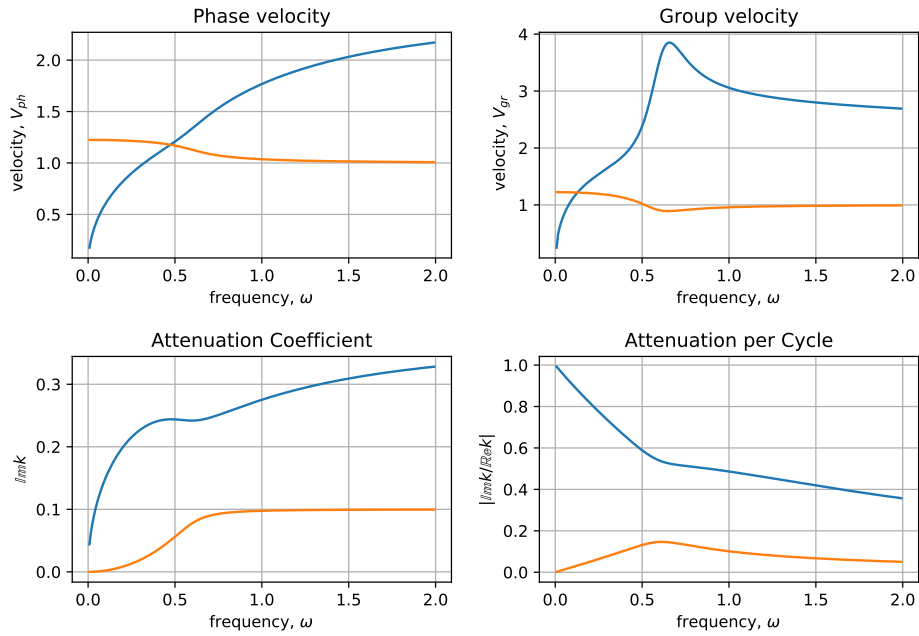 Phase velocity
velocity, V_ph
2.0
1.5
1.0
0.5
0.0 0.5 1.0 1.5 2.0
frequency, ω
Group velocity
velocity, V_gr
4
3
2
1
0.0 0.5 1.0 1.5 2.0
frequency, ω
Attenuation Coefficient
𝕀𝕞k
0.3
0.2
0.1
0.0
0.0 0.5 1.0 1.5 2.0
frequency, ω
Attenuation per Cycle
|𝕀𝕞k/ℝ𝕖k|
1.0
0.8
0.6
0.4
0.2
0.0
0.0 0.5 1.0 1.5 2.0
frequency, ω